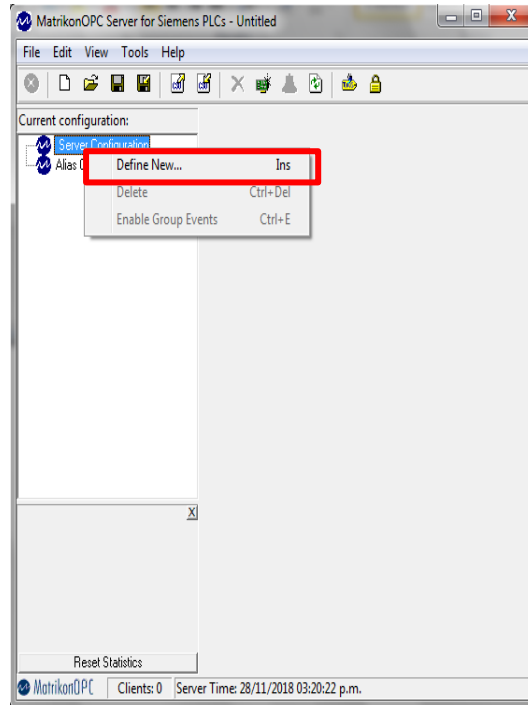 MatrikonOPC Server for Siemens PLCs - Untitled
File Edit View Tools Help
Current configuration:
Server Configuration
Alias C
Define New... Ins
Delete Ctrl+Del
Enable Group Events Ctrl+E
X
Reset Statistics
MatrikonOPC Clients: 0 Server Time: 28/11/2018 03:20:22 p.m.